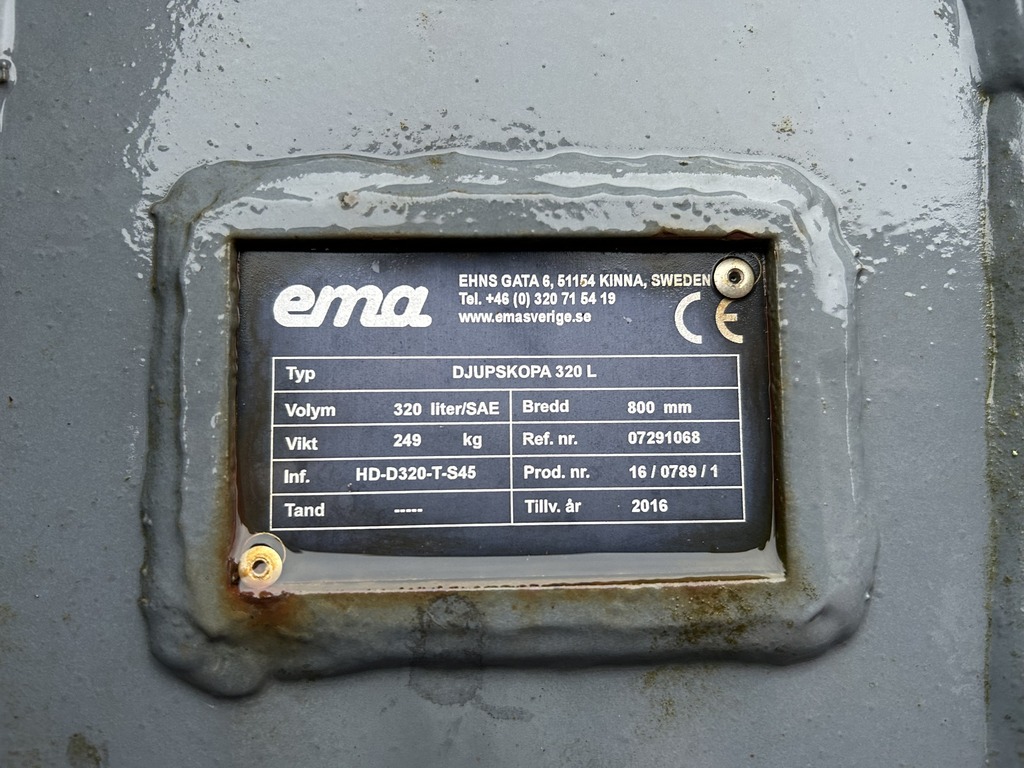 ema
EHNS GATA 6, 51154 KINNA, SWEDEN
Tel. +46 (0) 320 71 54 19
www.emasverige.se
CE
Typ DJUPSKOPA 320 L
Volym 320 liter/SAE Bredd 800 mm
Vikt 249 kg Ref. nr. 07291068
Inf. HD-D320-T-S45 Prod. nr. 16 / 0789 / 1
Tand ----- Tillv. år 2016